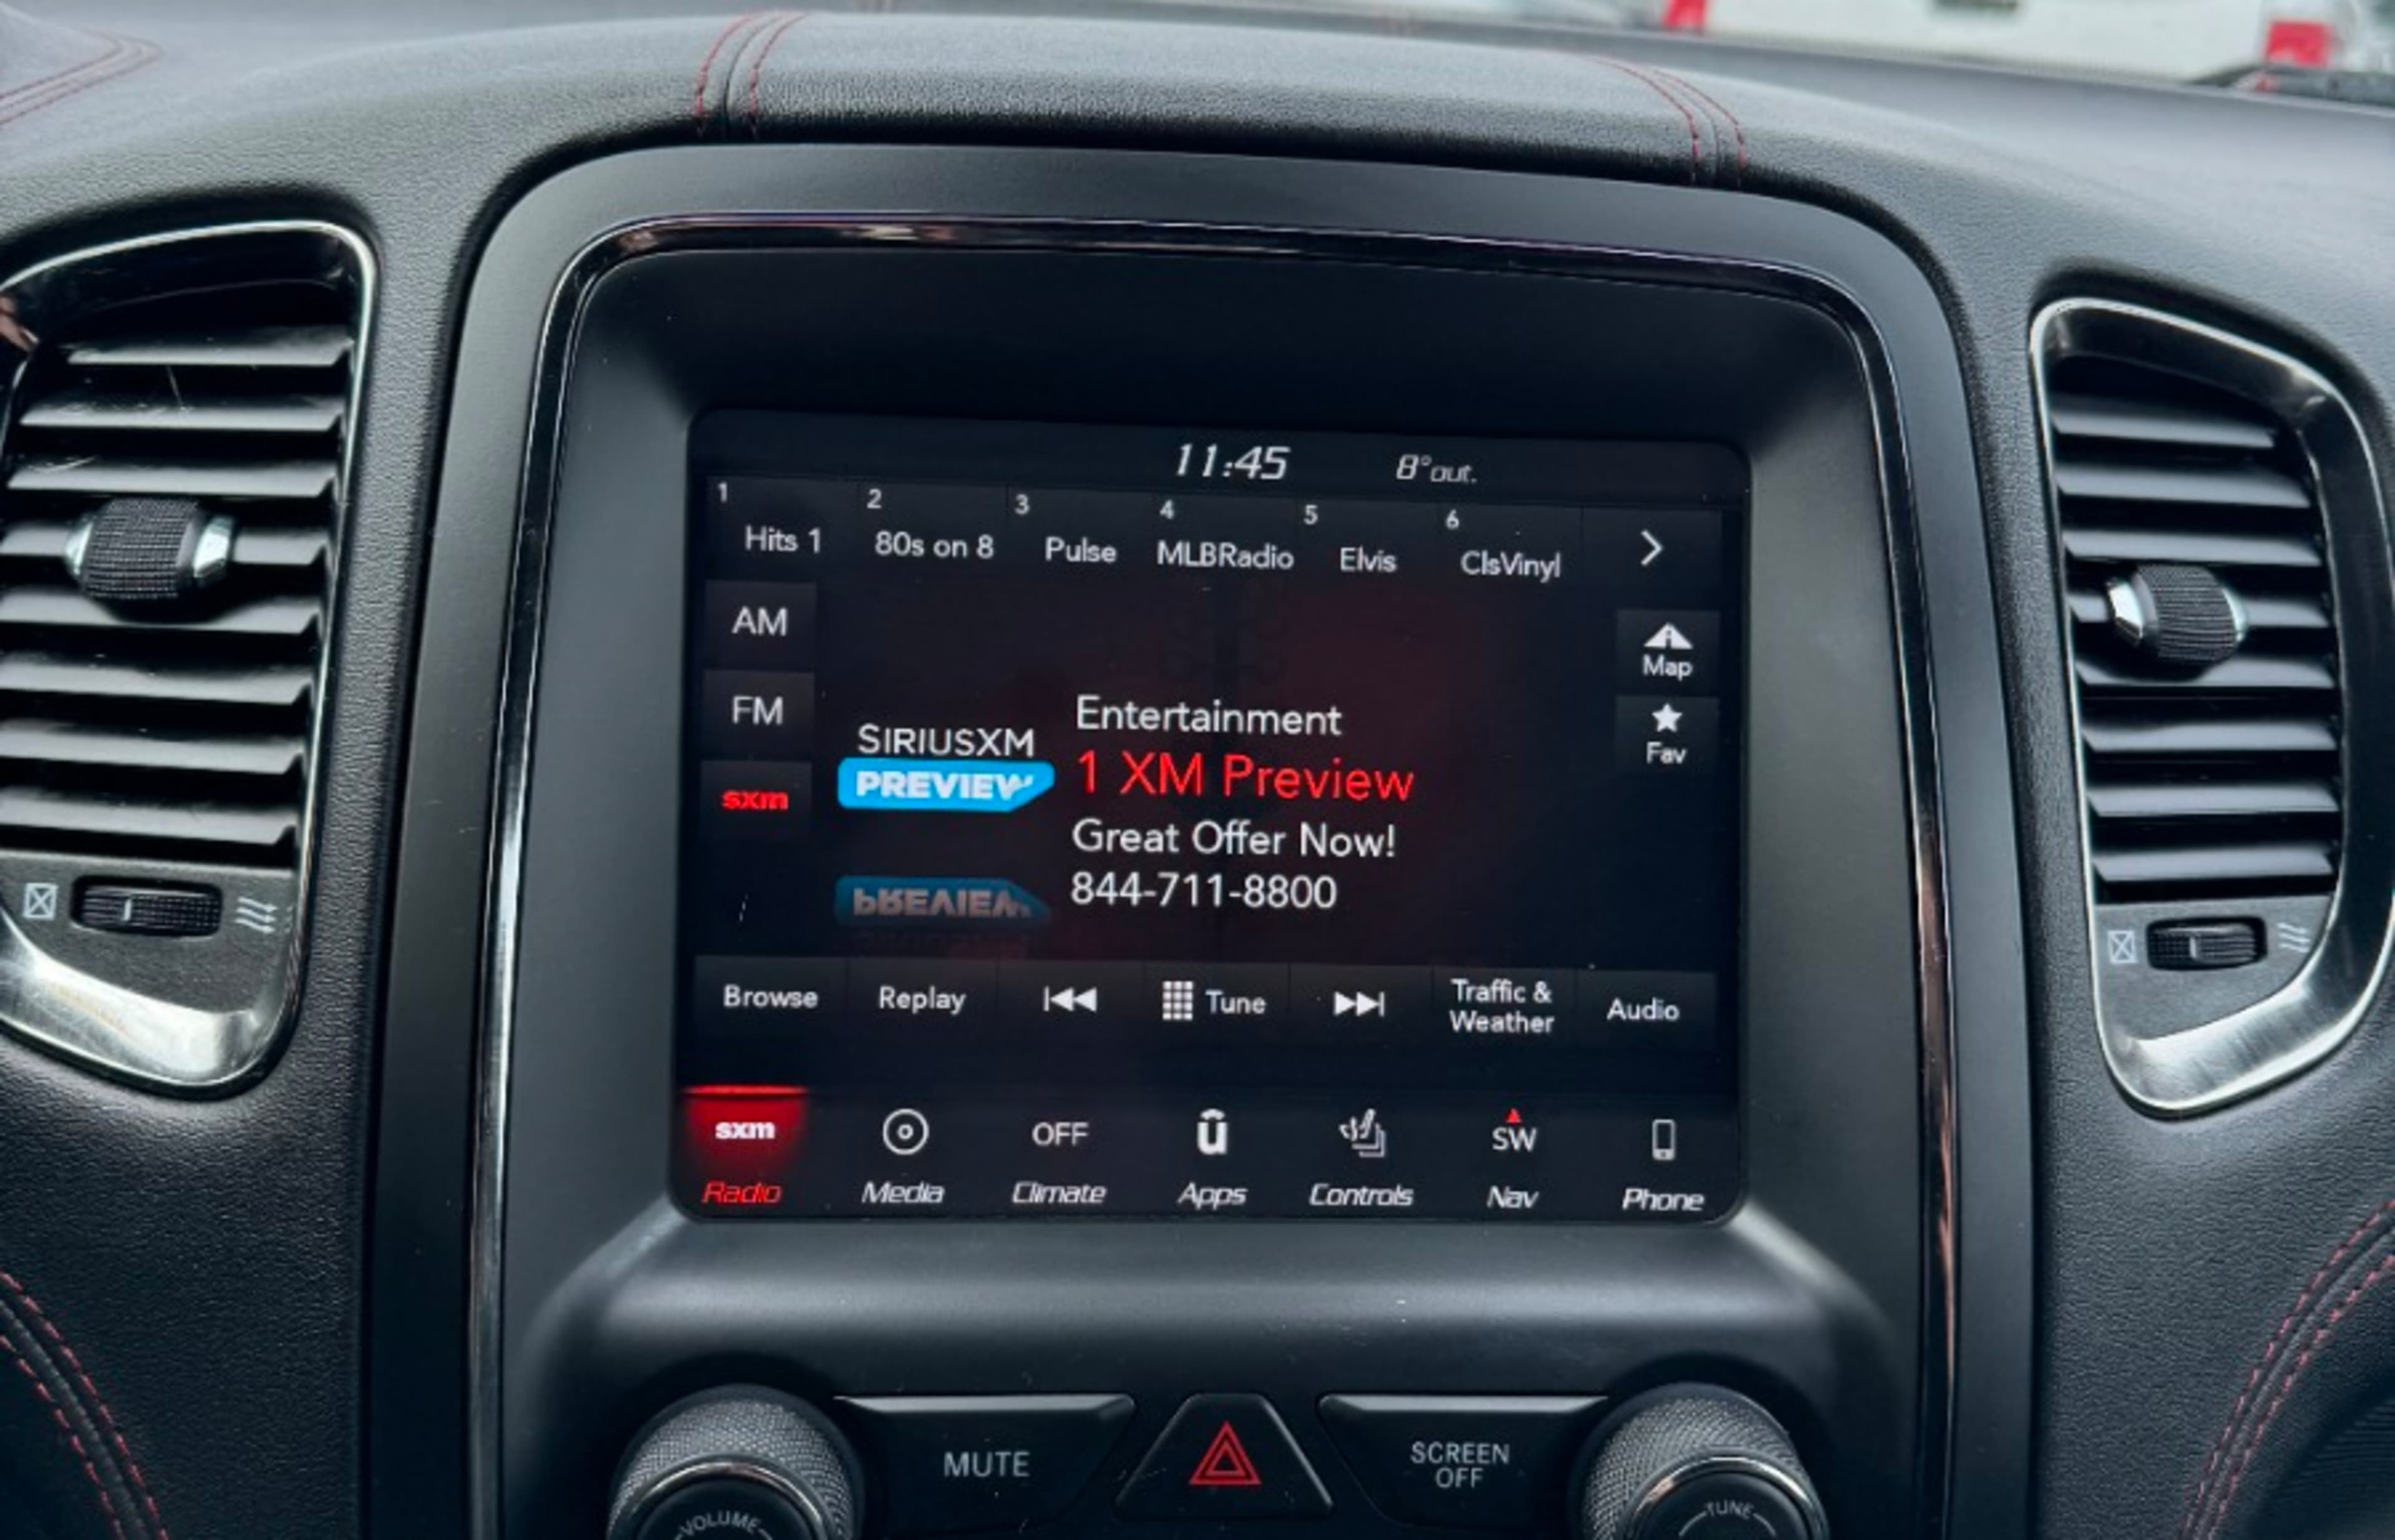 11:45 8°out.
1 2 3 4 5 6
Hits 1 80s on 8 Pulse MLBRadio Elvis ClsVinyl
AM
Map
FM
Fav
sxm
SIRIUSXM
PREVIEW
Entertainment
1 XM Preview
Great Offer Now!
844-711-8800
Browse Replay Tune Traffic & Weather Audio
sxm OFF ū SW
Radio Media Climate Apps Controls Nav Phone
MUTE
SCREEN
OFF
VOLUME
TUNE